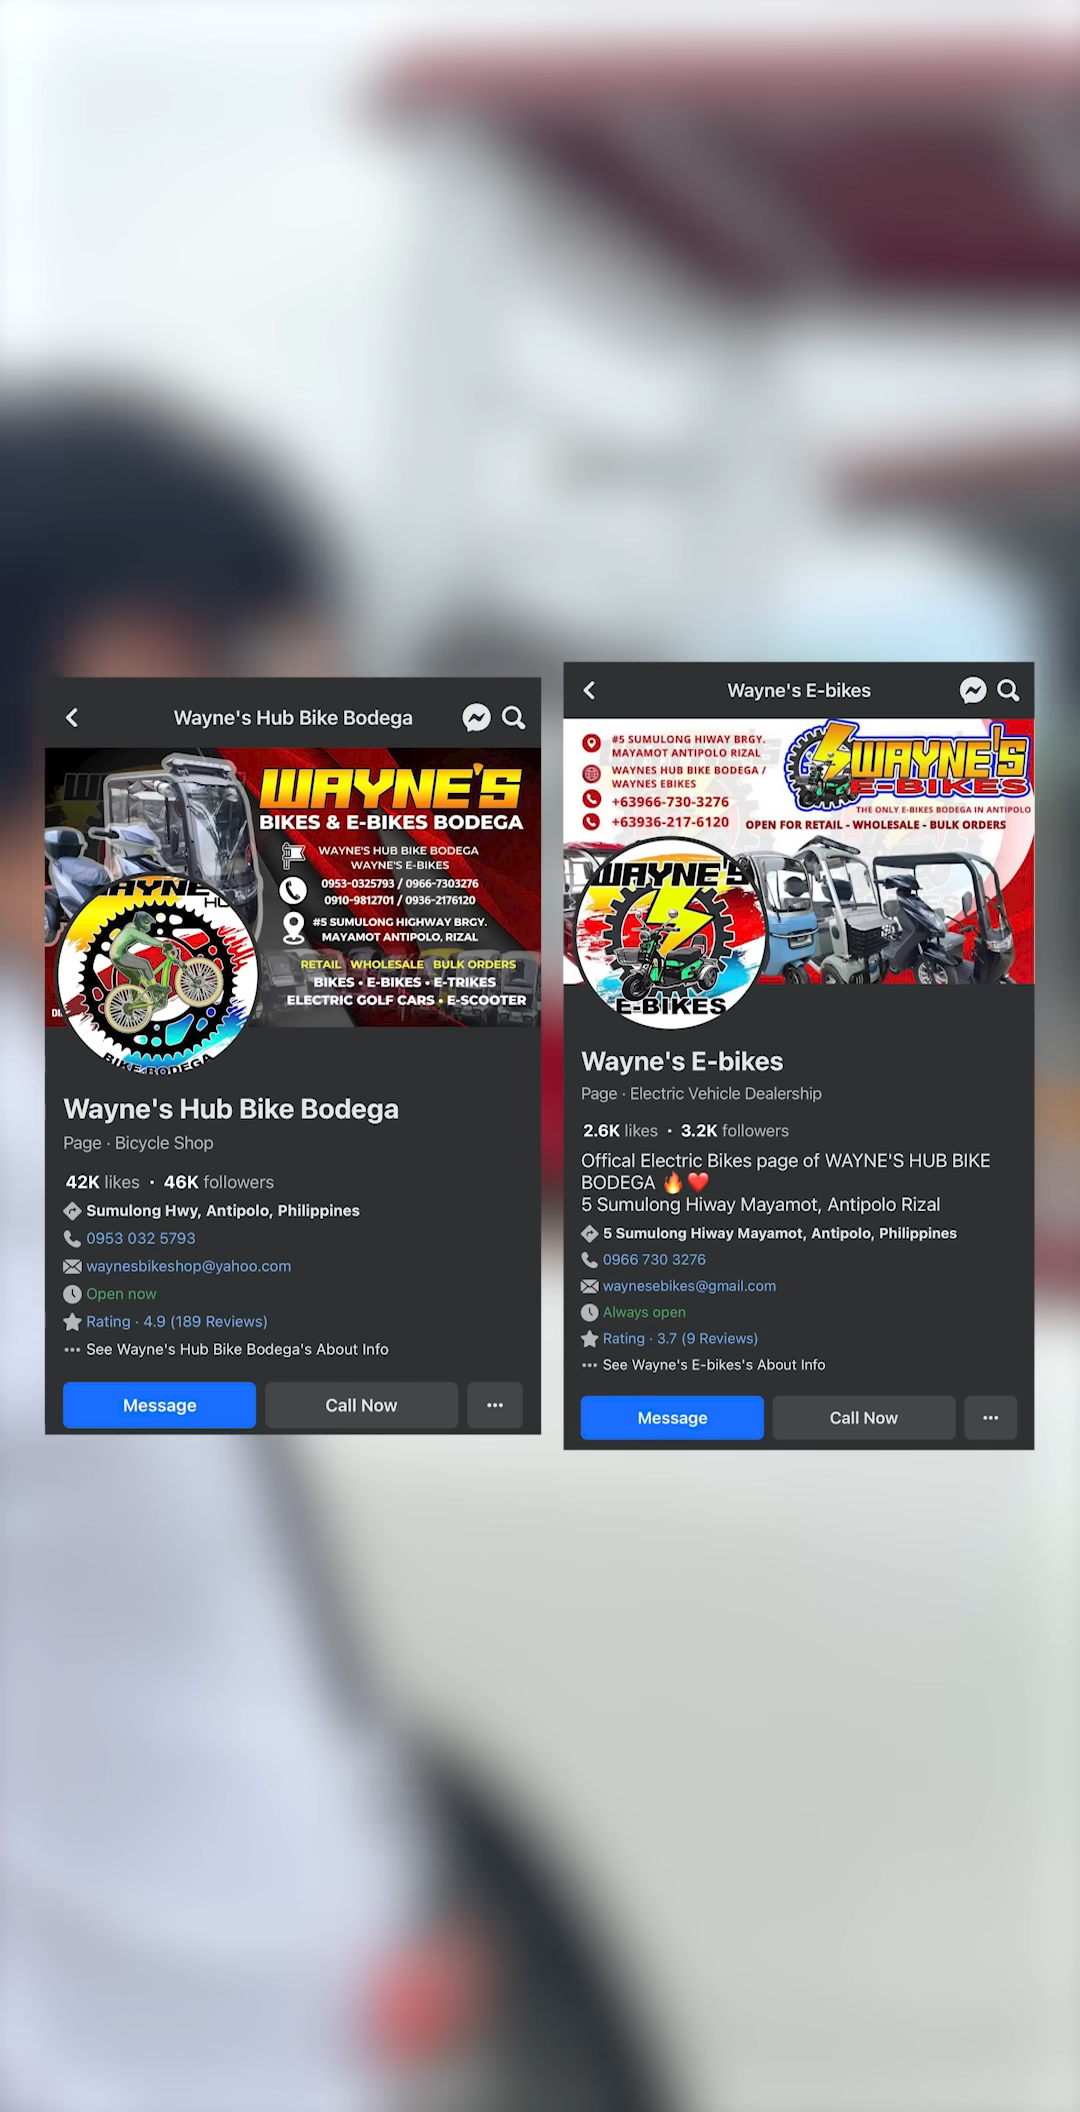 Wayne's Hub Bike Bodega
WAYNE'S
BIKES & E-BIKES BODEGA
WAYNE'S HUB BIKE BODEGA
WAYNE'S E-BIKES
0953-0325793 / 0966-7303276
0910-9812701 / 0936-2176120
#5 SUMULONG HIGHWAY BRGY.
MAYAMOT ANTIPOLO, RIZAL
RETAIL WHOLESALE BULK ORDERS
BIKES • E-BIKES • E-TRIKES
ELECTRIC GOLF CARS • E-SCOOTER
BIKE BODEGA
Wayne's Hub Bike Bodega
Page · Bicycle Shop
42K likes · 46K followers
Sumulong Hwy, Antipolo, Philippines
0953 032 5793
waynesbikeshop@yahoo.com
Open now
Rating · 4.9 (189 Reviews)
See Wayne's Hub Bike Bodega's About Info
Message
Call Now
Wayne's E-bikes
#5 SUMULONG HIWAY BRGY.
MAYAMOT ANTIPOLO RIZAL
WAYNES HUB BIKE BODEGA /
WAYNES EBIKES
+63966-730-3276
+63936-217-6120
WAYNE'S
E-BIKES
THE ONLY E-BIKES BODEGA IN ANTIPOLO
OPEN FOR RETAIL - WHOLESALE - BULK ORDERS
WAYNE'S
E-BIKES
Wayne's E-bikes
Page · Electric Vehicle Dealership
2.6K likes · 3.2K followers
Offical Electric Bikes page of WAYNE'S HUB BIKE
BODEGA 🔥❤️
5 Sumulong Hiway Mayamot, Antipolo Rizal
5 Sumulong Hiway Mayamot, Antipolo, Philippines
0966 730 3276
waynesebikes@gmail.com
Always open
Rating · 3.7 (9 Reviews)
See Wayne's E-bikes's About Info
Message
Call Now